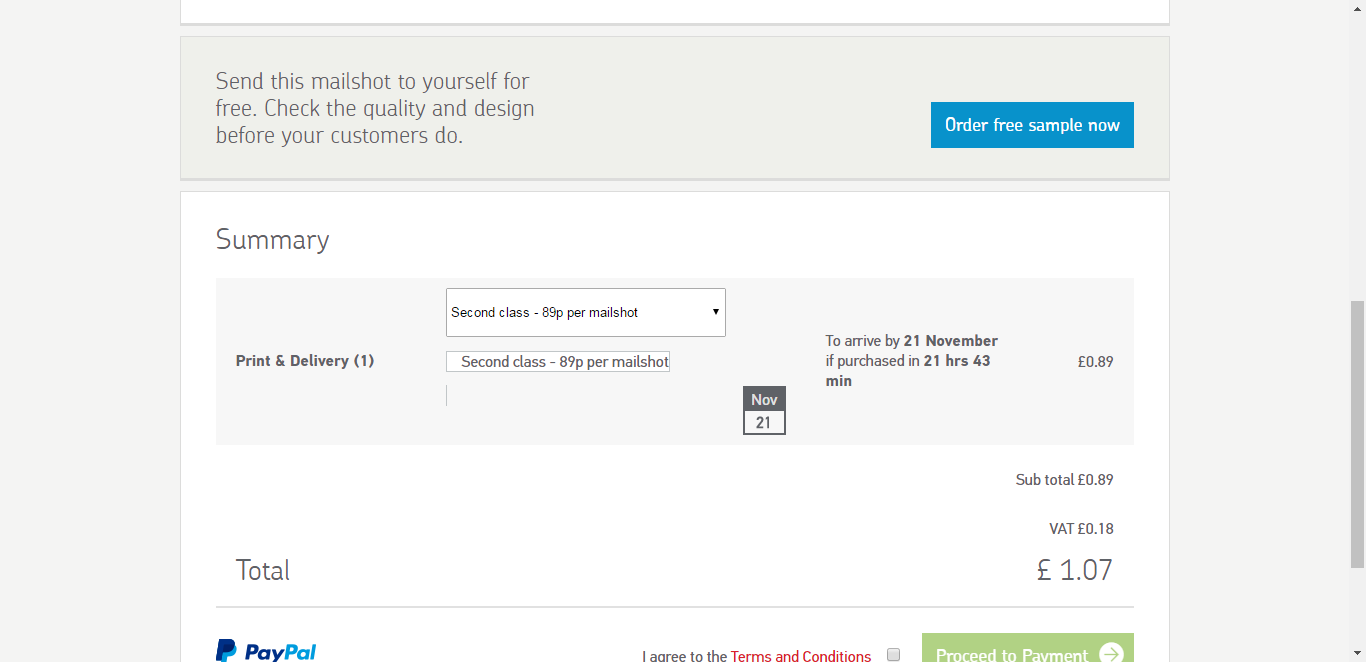 Send this mailshot to yourself for
free. Check the quality and design
before your customers do.
Order free sample now
Summary
Second class - 89p per mailshot
Print & Delivery (1)
Second class - 89p per mailshot
Nov
21
To arrive by 21 November
if purchased in 21 hrs 43
min
£0.89
Sub total £0.89
VAT £0.18
Total
£ 1.07
PayPal
I agree to the Terms and Conditions
Proceed to Payment